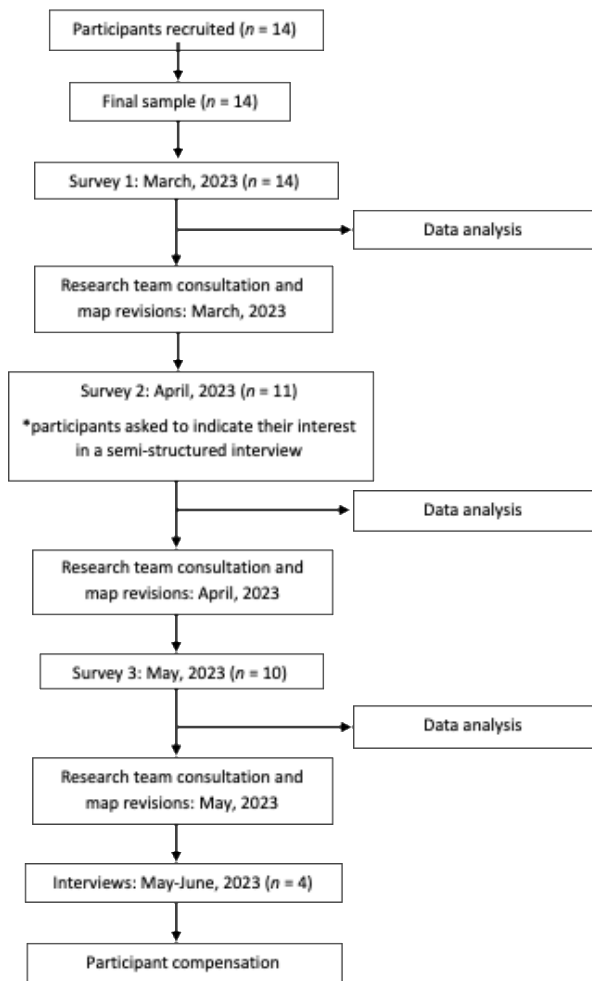 Participants recruited (n = 14)
Final sample (n = 14)
Survey 1: March, 2023 (n = 14)
Data analysis
Research team consultation and
map revisions: March, 2023
Survey 2: April, 2023 (n = 11)
*participants asked to indicate their interest
in a semi-structured interview
Data analysis
Research team consultation and
map revisions: April, 2023
Survey 3: May, 2023 (n = 10)
Data analysis
Research team consultation and
map revisions: May, 2023
Interviews: May-June, 2023 (n = 4)
Participant compensation